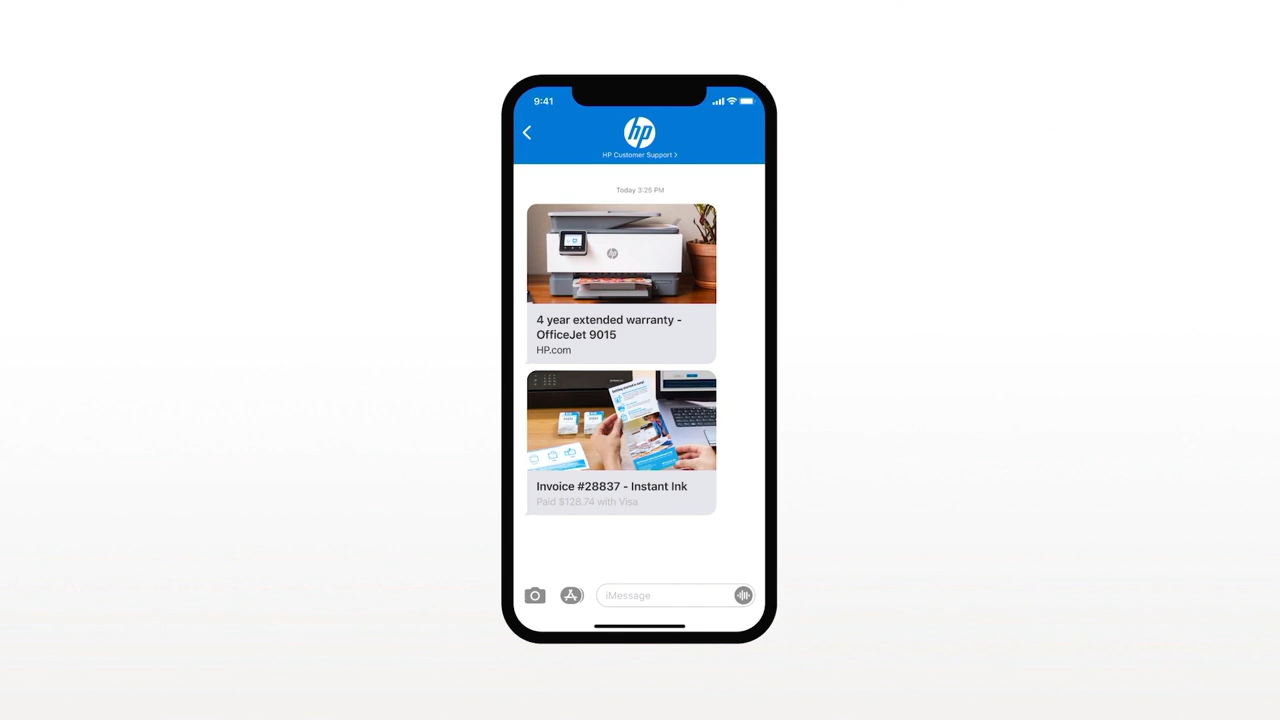 9:41
hp
HP Customer Support >
Today 3:25 PM
hp
4 year extended warranty -
OfficeJet 9015
HP.com
Invoice #28837 - Instant Ink
Paid $128.74 with Visa
iMessage